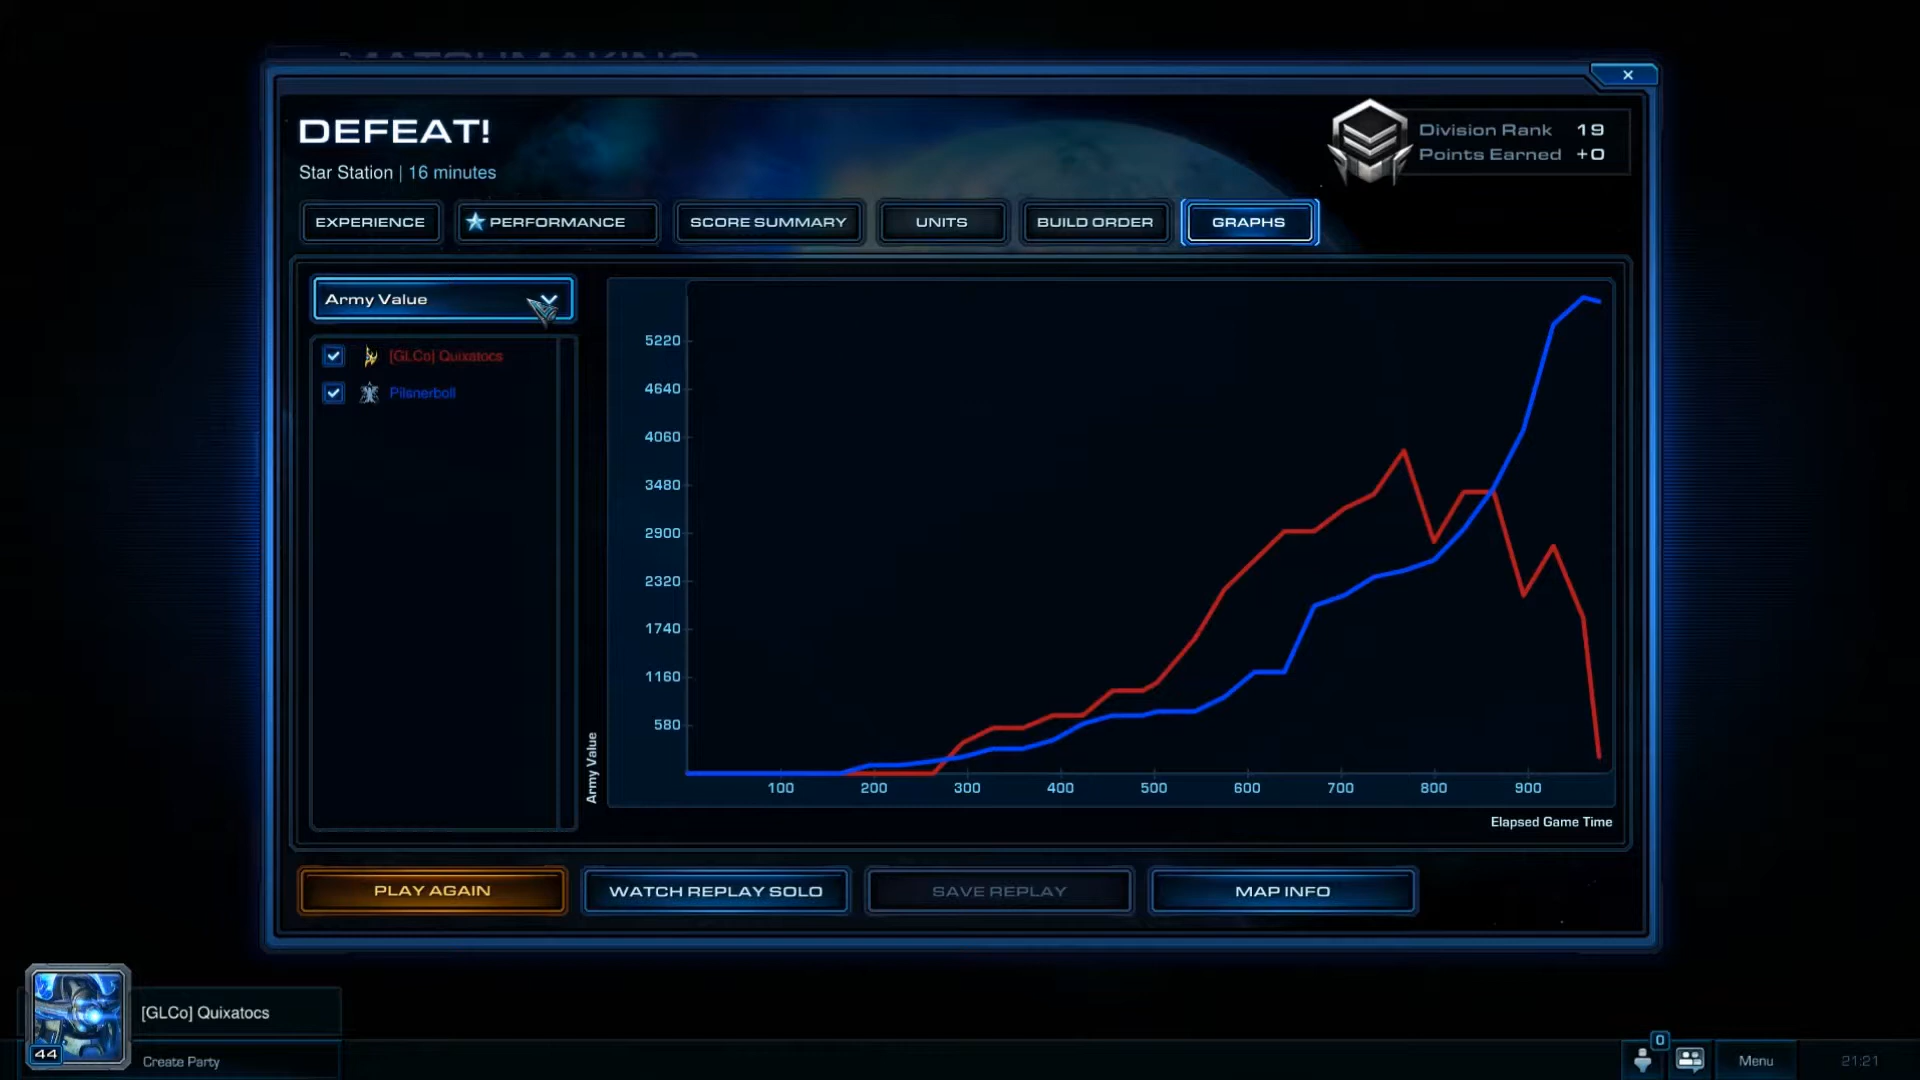 DEFEAT!
Star Station | 16 minutes
Division Rank 19
Points Earned +0
EXPERIENCE
PERFORMANCE
SCORE SUMMARY
UNITS
BUILD ORDER
GRAPHS
Army Value
[GLCo] Quixatocs
Pilsnerboll
5220
4640
4060
3480
2900
2320
1740
1160
580
Army Value
100 200 300 400 500 600 700 800 900
Elapsed Game Time
PLAY AGAIN
WATCH REPLAY SOLO
SAVE REPLAY
MAP INFO
44
[GLCo] Quixatocs
Create Party
0
Menu
21:21